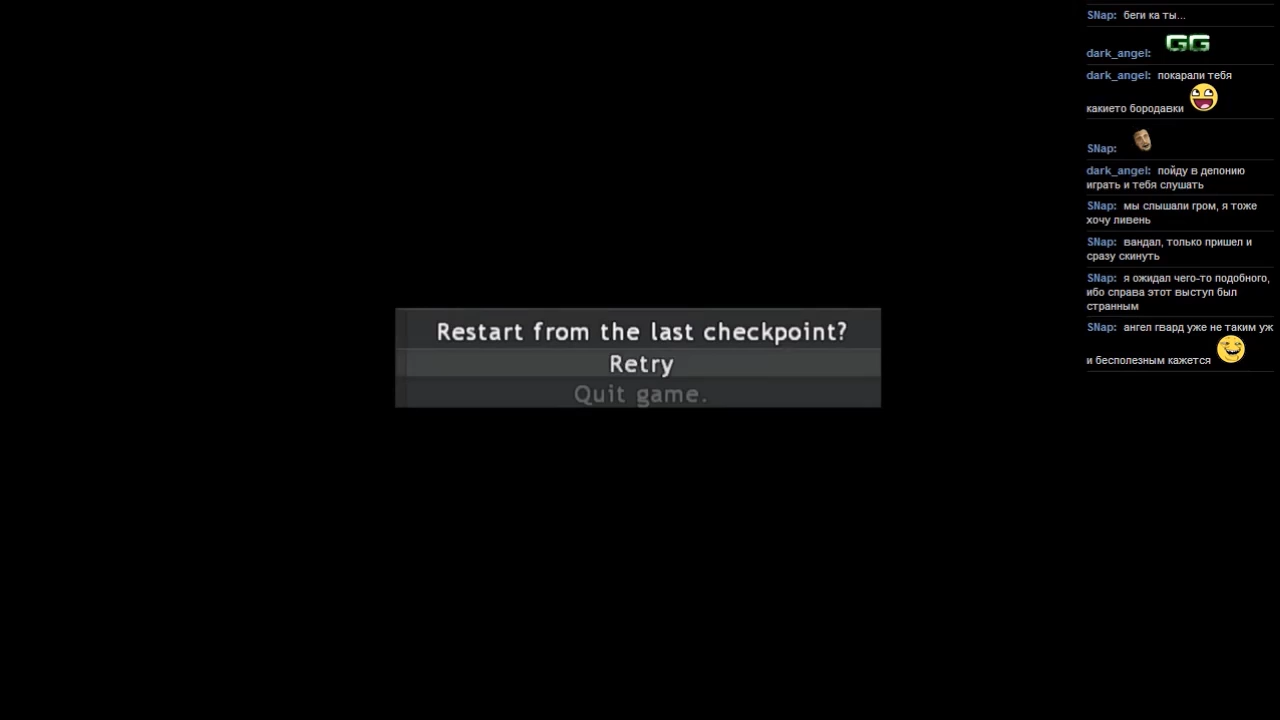 SNap: беги ка ты...
dark_angel: GG
dark_angel: покарали тебя
какието бородавки
SNap:
dark_angel: пойду в депонию
играть и тебя слушать
SNap: мы слышали гром, я тоже
хочу ливень
SNap: вандал, только пришел и
сразу скинуть
SNap: я ожидал чего-то подобного,
ибо справа этот выступ был
странным
SNap: ангел гвард уже не таким уж
и бесполезным кажется
Restart from the last checkpoint?
Retry
Quit game.